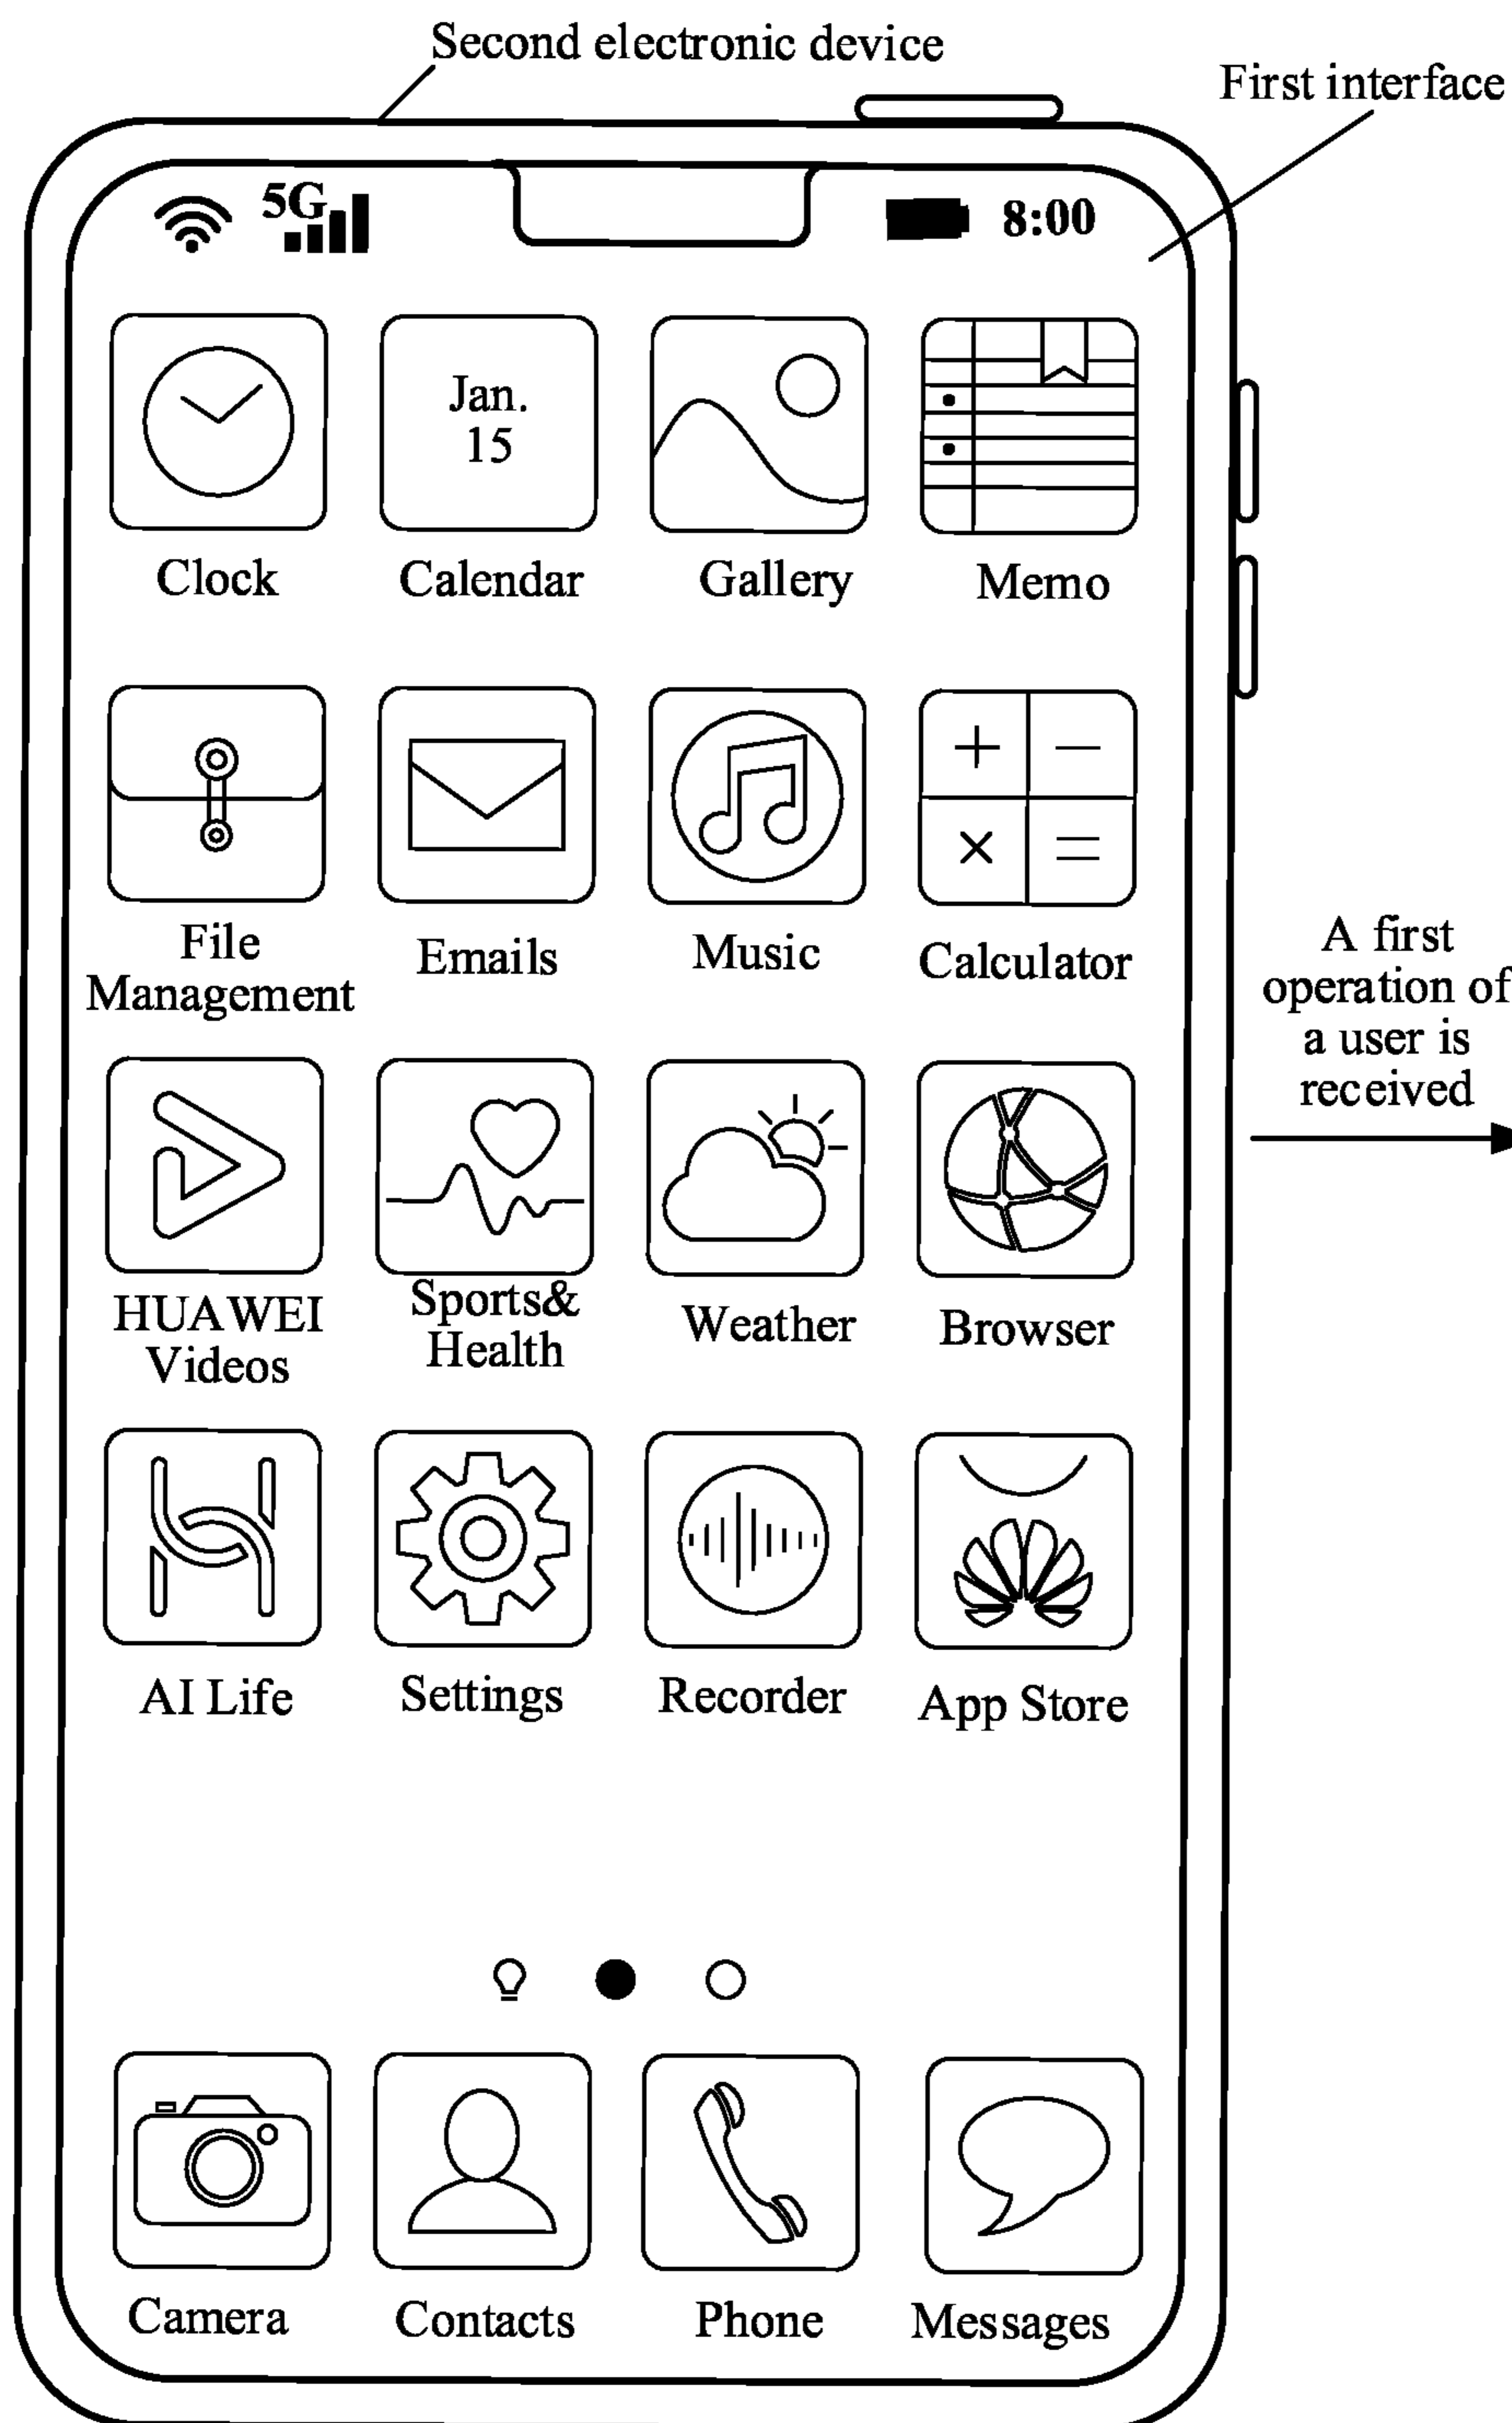 Second electronic device
First interface
5G
8:00
Jan.
15
Clock
Calendar
Gallery
Memo
File
Management
Emails
Music
Calculator
A first
operation of
a user is
received
HUAWEI
Videos
Sports&
Health
Weather
Browser
AI Life
Settings
Recorder
App Store
Camera
Contacts
Phone
Messages